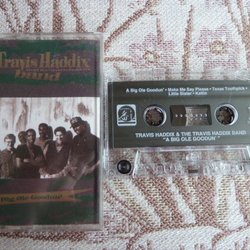 Travis Haddix
Band
Big Ole Goodun'
A Big Ole Goodun' • Make Me Say Please • Texas Toothpick •
Little Sister • Kattin
TRAVIS HADDIX & THE TRAVIS HADDIX BAND
"A BIG OLE GOODUN'"